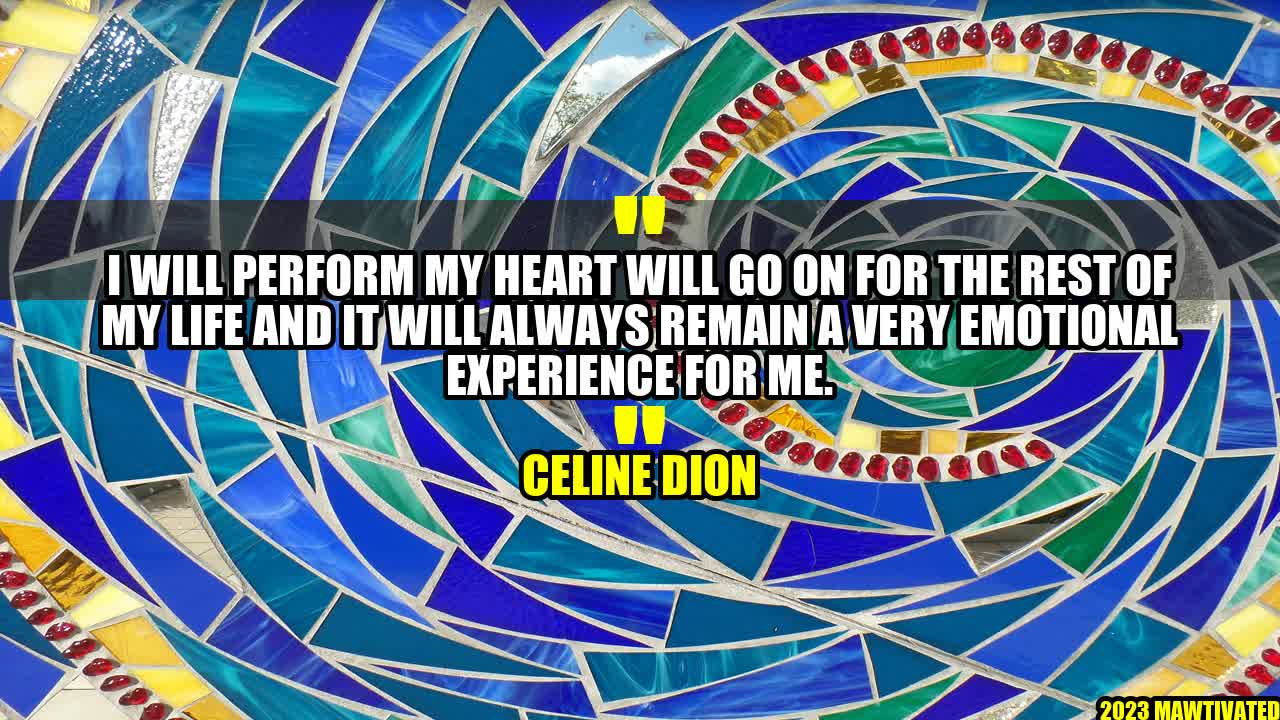 "
I WILL PERFORM MY HEART WILL GO ON FOR THE REST OF
MY LIFE AND IT WILL ALWAYS REMAIN A VERY EMOTIONAL
EXPERIENCE FOR ME.
"
CELINE DION
2023 MAWTIVATED